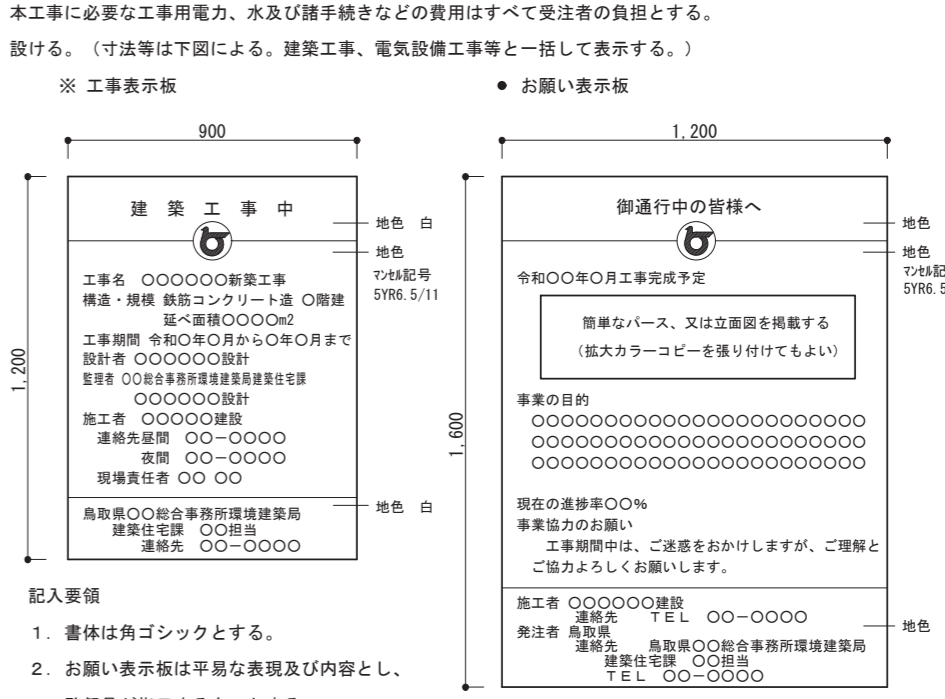 本工事に必要な工事用電力、水及び諸手続きなどの費用はすべて受注者の負担とする。
設ける。（寸法等は下図による。建築工事、電気設備工事等と一括して表示する。）
※ 工事表示板
900
1,200
建 築 工 事 中
地色 白
地色
マンセル記号
5YR6.5/11
工事名 〇〇〇〇〇〇新築工事
構造・規模 鉄筋コンクリート造 〇階建
延べ面積〇〇〇〇m2
工事期間 令和〇年〇月から〇年〇月まで
設計者 〇〇〇〇〇〇設計
監理者 〇〇総合事務所環境建築局建築住宅課
〇〇〇〇〇〇設計
施工者 〇〇〇〇〇建設
連絡先昼間 〇〇－〇〇〇〇
夜間 〇〇－〇〇〇〇
現場責任者 〇〇 〇〇
鳥取県〇〇総合事務所環境建築局
建築住宅課 〇〇担当
連絡先 〇〇－〇〇〇〇
地色 白
● お願い表示板
1,200
1,600
御通行中の皆様へ
地色
地色
マンセル記
5YR6.5
令和〇〇年〇月工事完成予定
簡単なパース、又は立面図を掲載する
（拡大カラーコピーを張り付けてもよい）
事業の目的
〇〇〇〇〇〇〇〇〇〇〇〇〇〇〇〇〇〇〇〇〇〇〇
〇〇〇〇〇〇〇〇〇〇〇〇〇〇〇〇〇〇〇〇〇〇〇
〇〇〇〇〇〇〇〇〇〇〇〇〇〇〇〇〇〇〇〇〇〇〇
現在の進捗率〇〇％
事業協力のお願い
工事期間中は、ご迷惑をおかけしますが、ご理解と
ご協力よろしくお願いします。
施工者 〇〇〇〇〇〇建設
連絡先 ＴＥＬ 〇〇－〇〇〇〇
発注者 鳥取県
連絡先 鳥取県〇〇総合事務所環境建築局
建築住宅課 〇〇担当
ＴＥＬ 〇〇－〇〇〇〇
地色
記入要領
１．書体は角ゴシックとする。
２．お願い表示板は平易な表現及び内容とし、